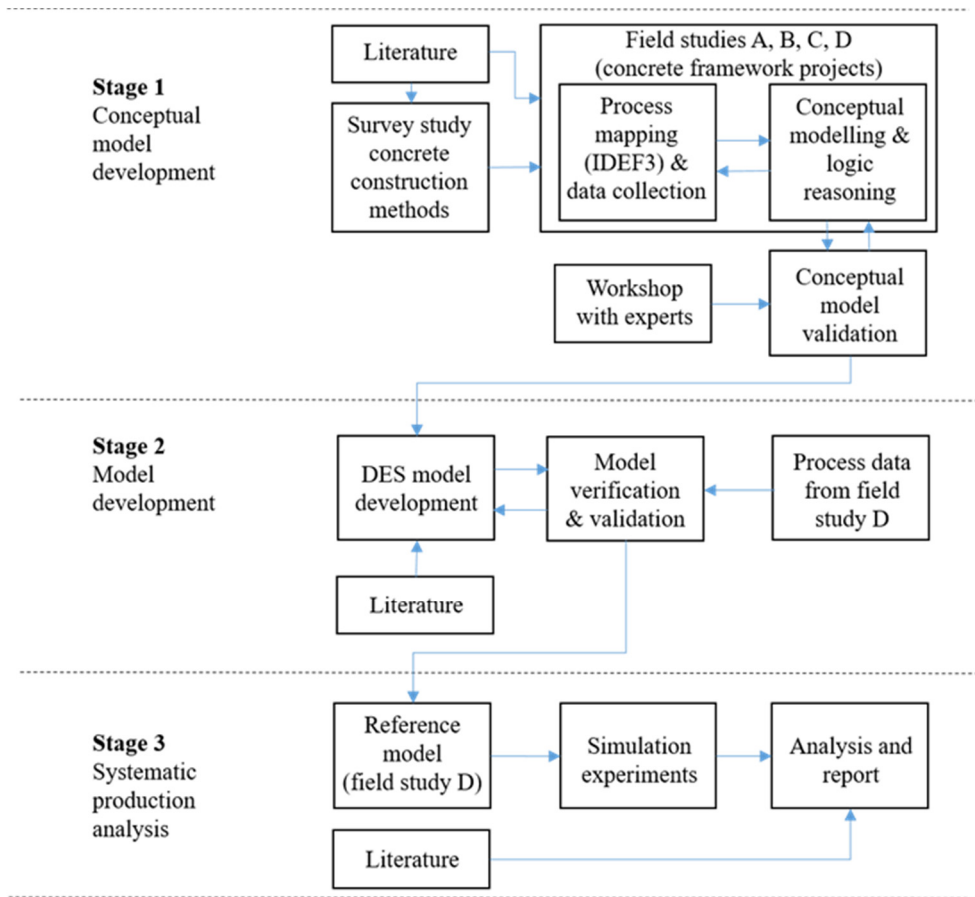 Stage 1
Conceptual
model
development
Literature
Survey study
concrete
construction
methods
Field studies A, B, C, D
(concrete framework projects)
Process
mapping
(IDEF3) &
data collection
Conceptual
modelling &
logic
reasoning
Workshop
with experts
Conceptual
model
validation
Stage 2
Model
development
DES model
development
Model
verification
& validation
Process data
from field
study D
Literature
Stage 3
Systematic
production
analysis
Reference
model
(field study D)
Simulation
experiments
Analysis and
report
Literature